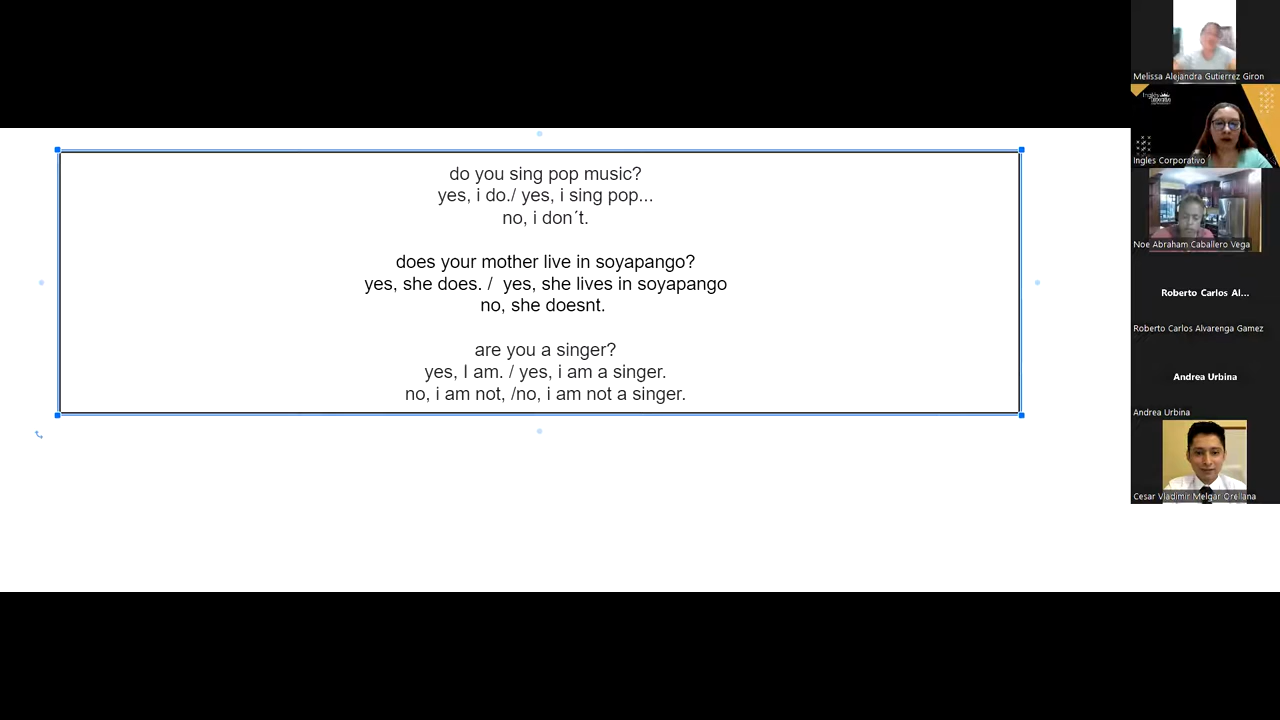 do you sing pop music?
yes, i do./ yes, i sing pop...
no, i don´t.
does your mother live in soyapango?
yes, she does. / yes, she lives in soyapango
no, she doesnt.
are you a singer?
yes, I am. / yes, i am a singer.
no, i am not, /no, i am not a singer.
Melissa Alejandra Gutierrez Giron
Ingles Corporativo
Noe Abraham Caballero Vega
Roberto Carlos Al...
Roberto Carlos Alvarenga Gamez
Andrea Urbina
Andrea Urbina
Cesar Vladimir Melgar Orellana